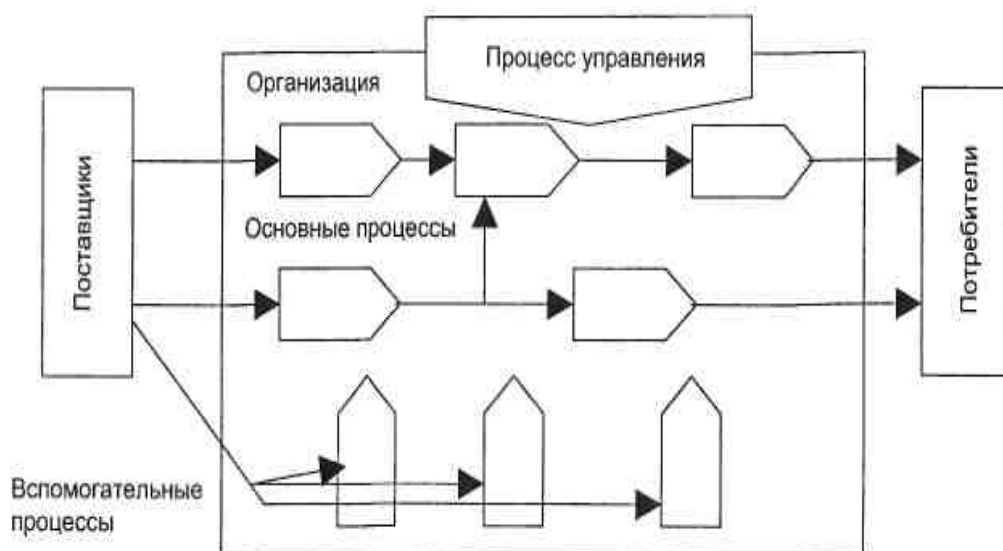 Процесс управления
Организация
Поставщики
Основные процессы
Потребители
Вспомогательные
процессы